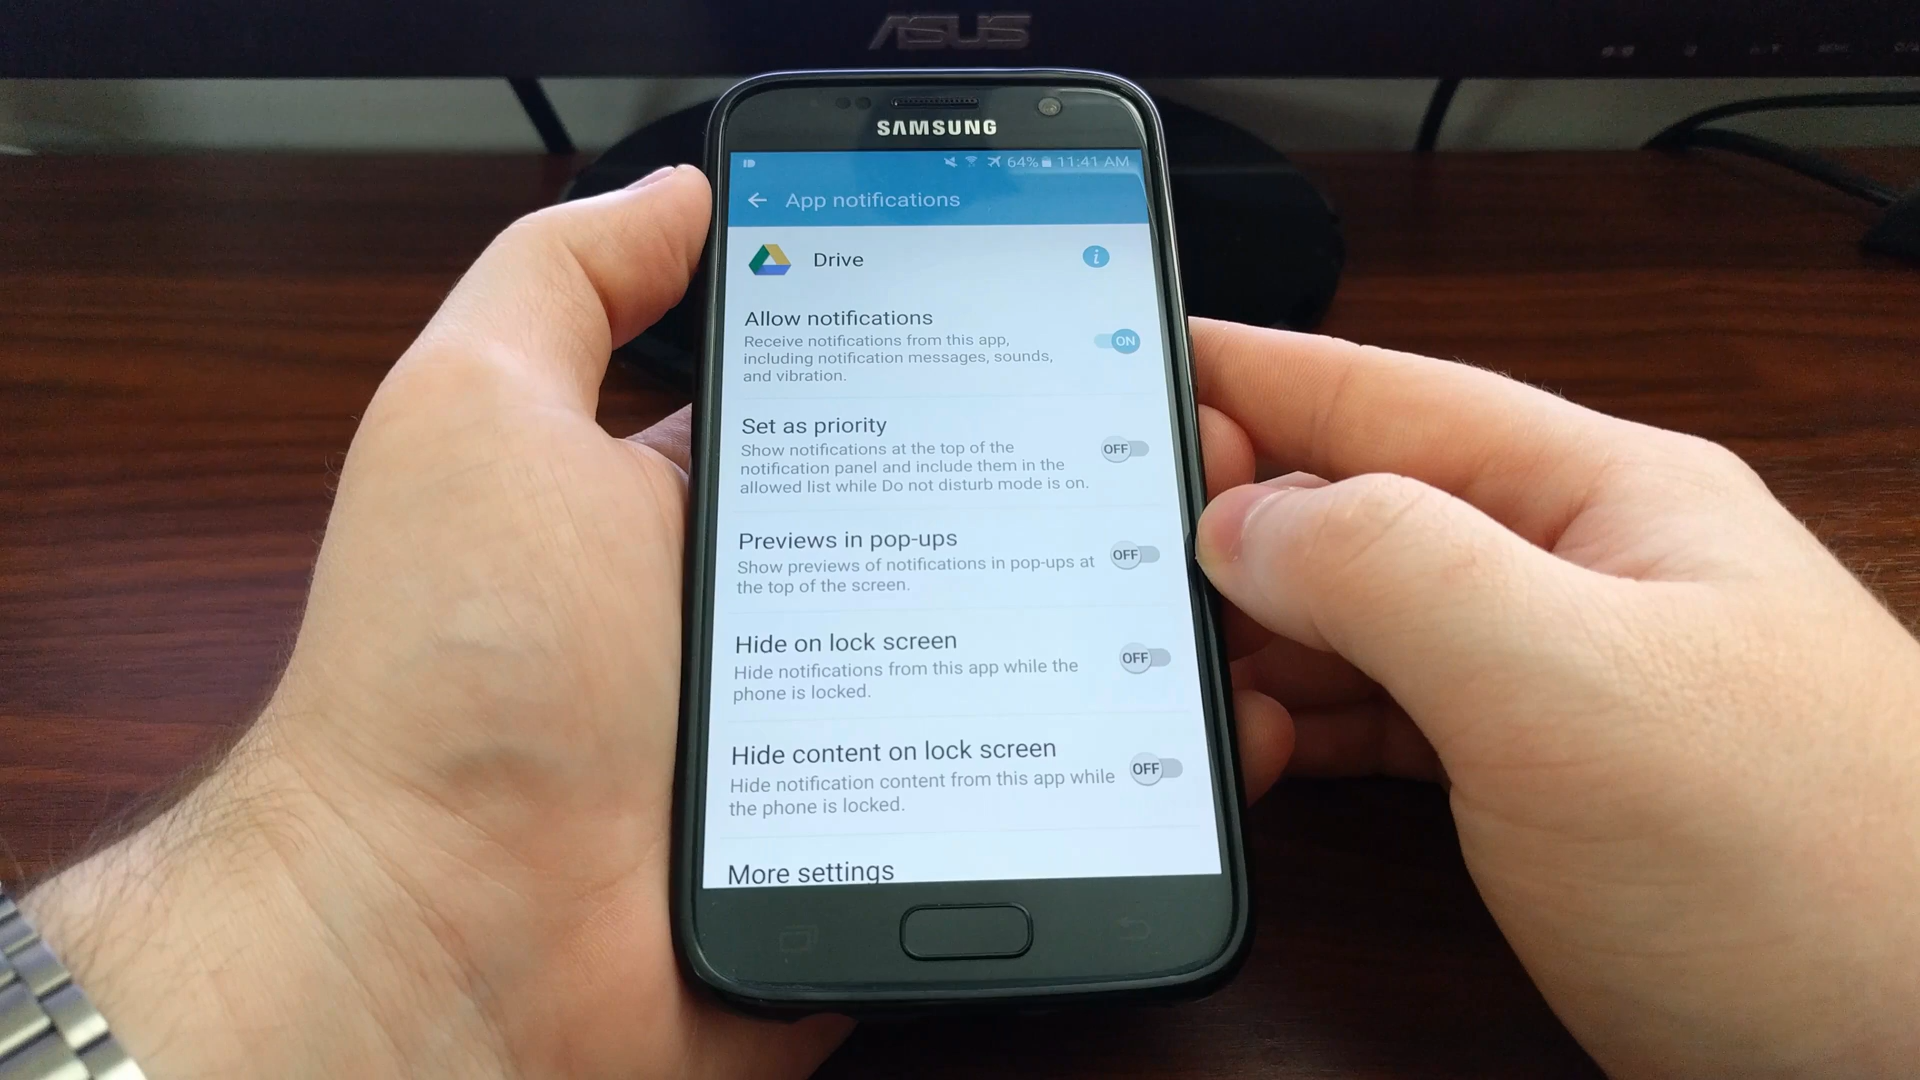 ASUS
SAMSUNG
64% 11:41 AM
App notifications
Drive
i
Allow notifications
Receive notifications from this app,
including notification messages, sounds,
and vibration.
ON
Set as priority
Show notifications at the top of the
notification panel and include them in the
allowed list while Do not disturb mode is on.
OFF
Previews in pop-ups
Show previews of notifications in pop-ups at
the top of the screen.
OFF
Hide on lock screen
Hide notifications from this app while the
phone is locked.
OFF
Hide content on lock screen
Hide notification content from this app while
the phone is locked.
OFF
More settings